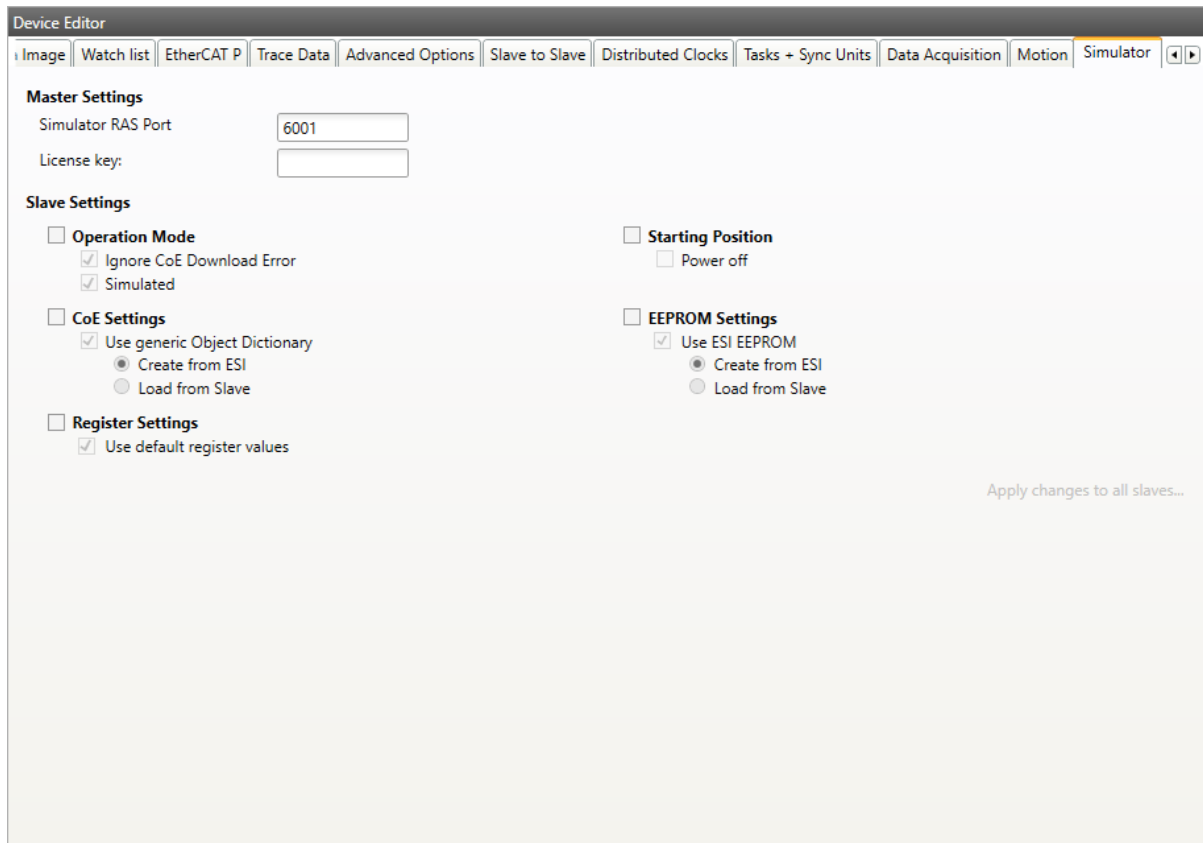 Device Editor
Image Watch list EtherCAT P Trace Data Advanced Options Slave to Slave Distributed Clocks Tasks + Sync Units Data Acquisition Motion Simulator
Master Settings
Simulator RAS Port 6001
License key:
Slave Settings
Operation Mode
Ignore CoE Download Error
Simulated
Starting Position
Power off
CoE Settings
Use generic Object Dictionary
Create from ESI
Load from Slave
EEPROM Settings
Use ESI EEPROM
Create from ESI
Load from Slave
Register Settings
Use default register values
Apply changes to all slaves...